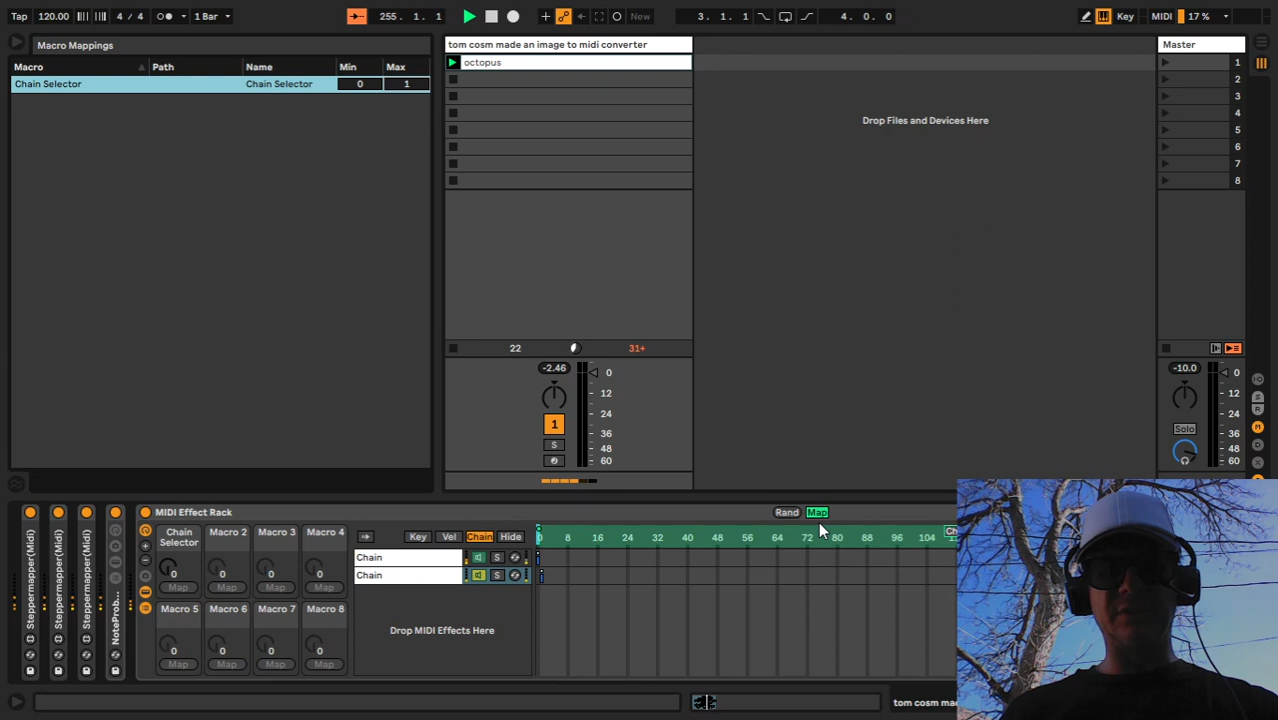 Tap 120.00 4 / 4 1 Bar 255. 1. 1 New 3. 1. 1 4. 0. 0 Key MIDI 17 %
Macro Mappings
Macro Path Name Min Max
Chain Selector Chain Selector 0 1
tom cosm made an image to midi converter
octopus
Drop Files and Devices Here
Master
1
2
3
4
5
6
7
8
22 31+
-2.46
0
12
24
36
48
60
1
S
-10.0
0
12
24
36
48
60
Solo
S
R
M
D
X
Steppermapper(Midi)
Steppermapper(Midi)
Steppermapper(Midi)
NoteProb...
MIDI Effect Rack Rand Map
Chain Selector Macro 2 Macro 3 Macro 4
0 0 0 0
Map Map Map Map
Macro 5 Macro 6 Macro 7 Macro 8
0 0 0 0
Map Map Map Map
Key Vel Chain Hide
0 8 16 24 32 40 48 56 64 72 80 88 96 104
Chain S
Chain S
Drop MIDI Effects Here
tom cosm mad